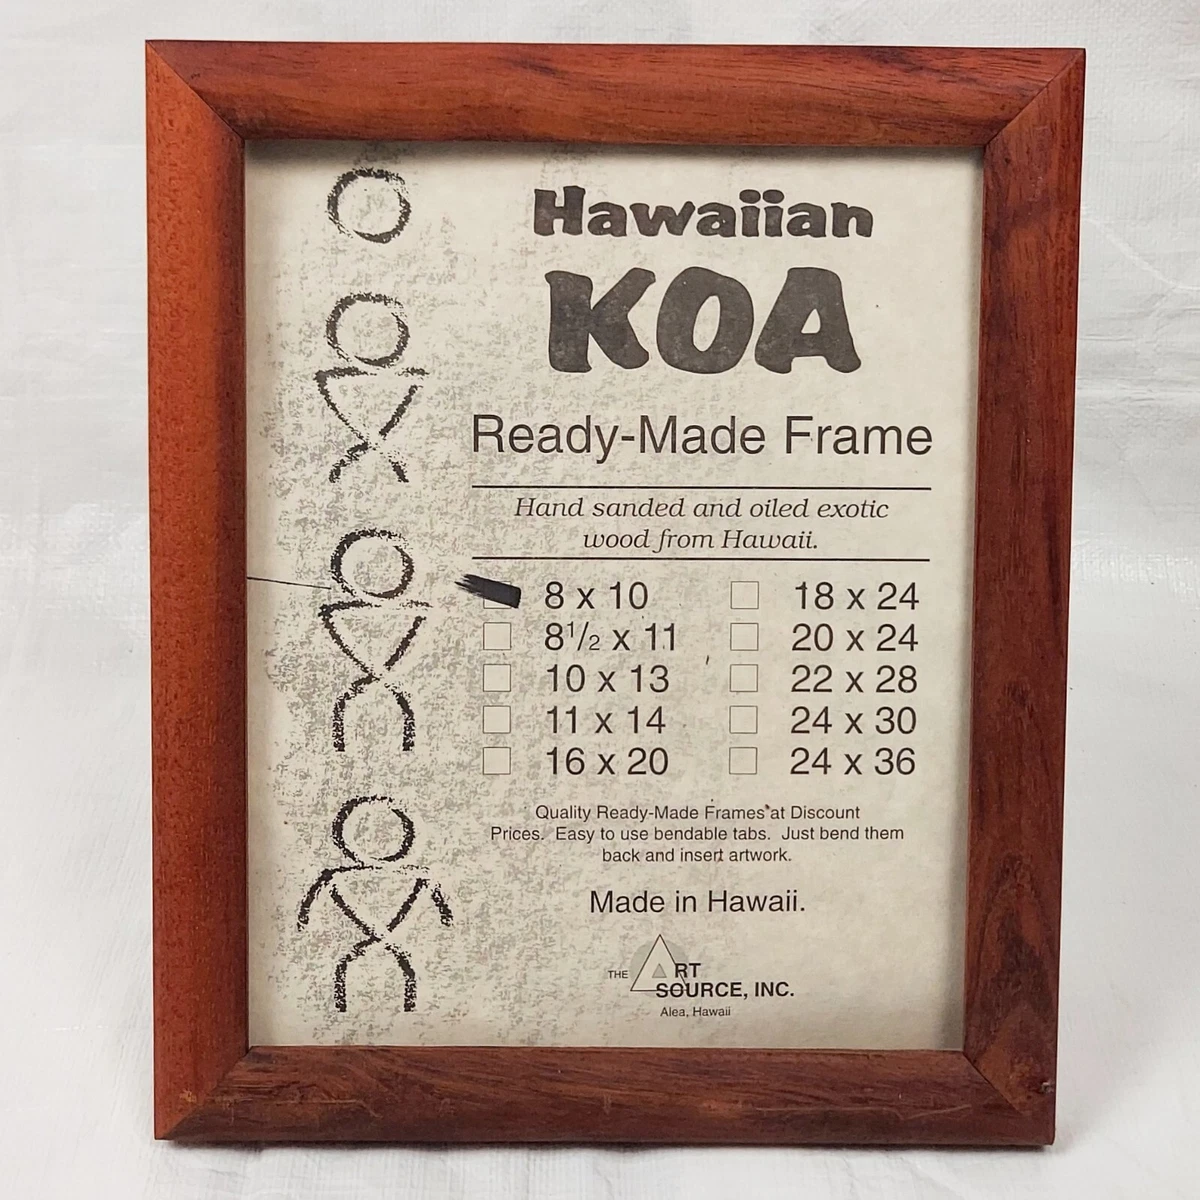 Hawaiian
KOA
Ready-Made Frame
Hand sanded and oiled exotic
wood from Hawaii.
8 x 10
8 1/2 x 11
10 x 13
11 x 14
16 x 20
18 x 24
20 x 24
22 x 28
24 x 30
24 x 36
Quality Ready-Made Frames at Discount
Prices. Easy to use bendable tabs. Just bend them
back and insert artwork.
Made in Hawaii.
THE ART
SOURCE, INC.
Aiea, Hawaii